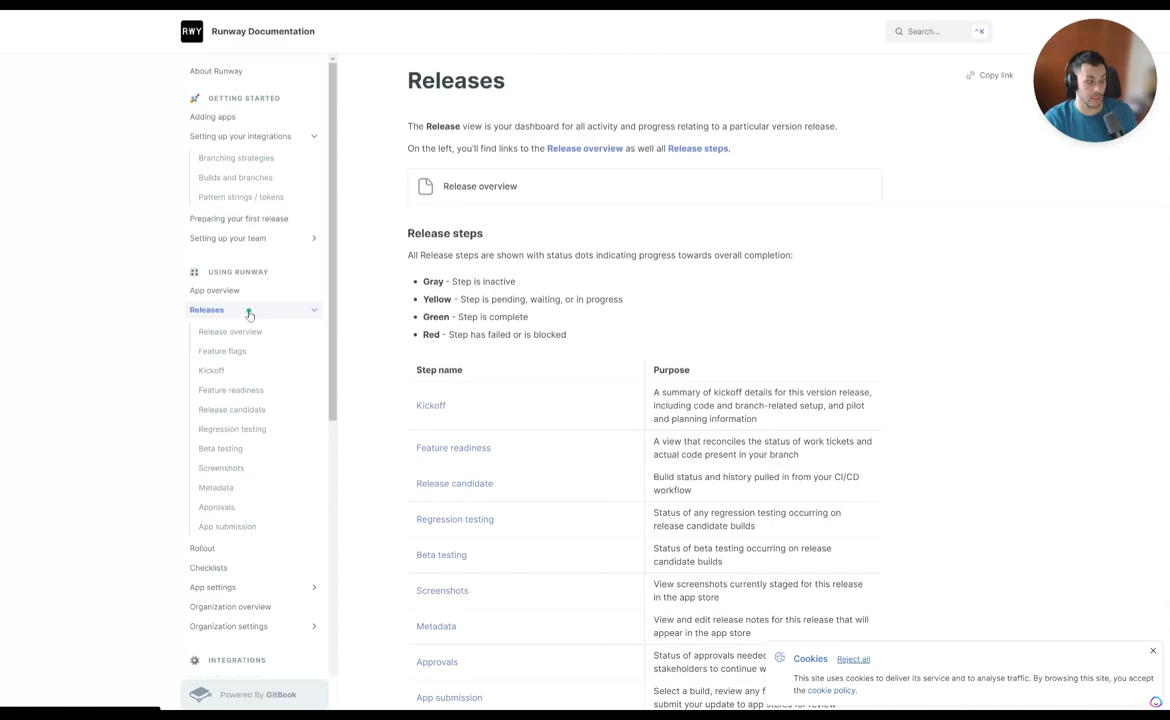 RWY Runway Documentation
Search... ^K
About Runway
GETTING STARTED
Adding apps
Setting up your integrations
Branching strategies
Builds and branches
Pattern strings / tokens
Preparing your first release
Setting up your team
USING RUNWAY
App overview
Releases
Release overview
Feature flags
Kickoff
Feature readiness
Release candidate
Regression testing
Beta testing
Screenshots
Metadata
Approvals
App submission
Rollout
Checklists
App settings
Organization overview
Organization settings
INTEGRATIONS
Powered By GitBook
Releases
Copy link
The Release view is your dashboard for all activity and progress relating to a particular version release.
On the left, you'll find links to the Release overview as well all Release steps.
Release overview
Release steps
All Release steps are shown with status dots indicating progress towards overall completion:
• Gray - Step is inactive
• Yellow - Step is pending, waiting, or in progress
• Green - Step is complete
• Red - Step has failed or is blocked
Step name Purpose
Kickoff
A summary of kickoff details for this version release,
including code and branch-related setup, and pilot
and planning information
Feature readiness
A view that reconciles the status of work tickets and
actual code present in your branch
Release candidate
Build status and history pulled in from your CI/CD
workflow
Regression testing
Status of any regression testing occurring on
release candidate builds
Beta testing
Status of beta testing occurring on release
candidate builds
Screenshots
View screenshots currently staged for this release
in the app store
Metadata
View and edit release notes for this release that will
appear in the app store
Approvals
Status of approvals needed
stakeholders to continue w
App submission
Select a build, review any f
submit your update to app stores for review
Cookies Reject all
This site uses cookies to deliver its service and to analyse traffic. By browsing this site, you accept
the cookie policy.